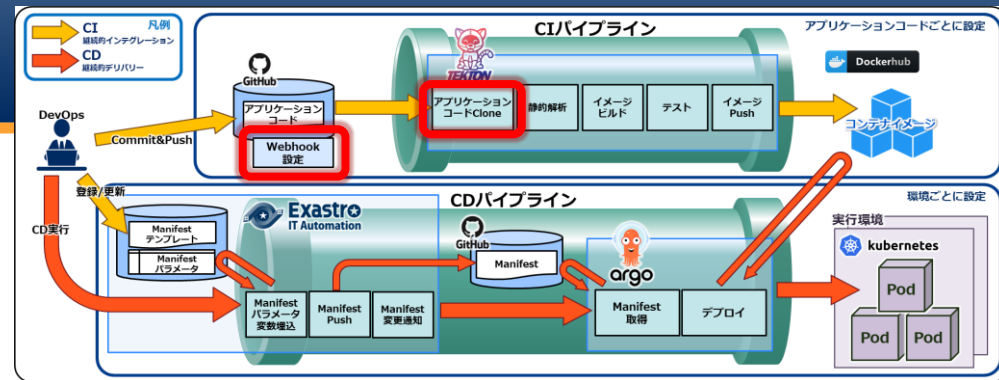 凡例
CI
継続的インテグレーション
CD
継続的デリバリー
CIパイプライン
アプリケーションコードごとに設定
TEKTON
Dockerhub
GitHub
アプリケーション
コード
Webhook
設定
アプリケーション
コードClone
静的解析
イメージ
ビルド
テスト
イメージ
Push
コンテナイメージ
DevOps
Commit&Push
登録/更新
CD実行
CDパイプライン
環境ごとに設定
Manifest
テンプレート
Manifest
パラメータ
Exastro
IT Automation
GitHub
Manifest
argo
実行環境
kubernetes
Manifest
パラメータ
変数埋込
Manifest
Push
Manifest
変更通知
Manifest
取得
デプロイ
Pod
Pod
Pod